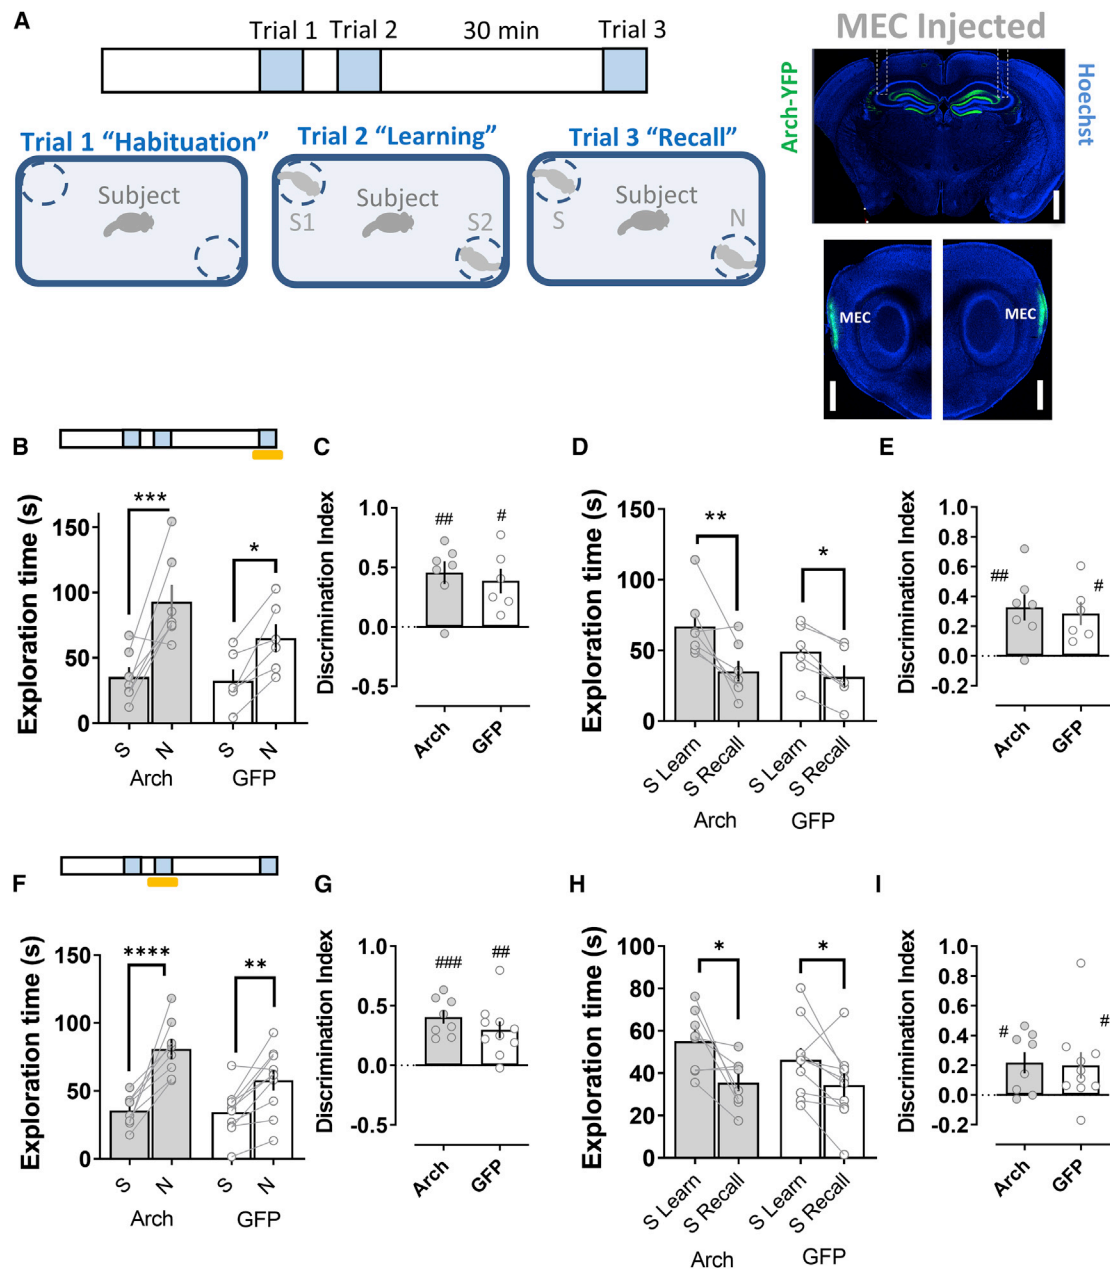 A
Trial 1 Trial 2 30 min Trial 3
MEC Injected
Arch-YFP
Hoechst
Trial 1 “Habituation”
Trial 2 “Learning”
Trial 3 “Recall”
Subject
Subject
S1
S2
Subject
S
N
MEC
MEC
B
Exploration time (s)
150
100
50
0
***
*
S N S N
Arch GFP
C
Discrimination Index
1.0
0.5
0.0
-0.5
##
#
Arch GFP
D
Exploration time (s)
150
100
50
0
**
*
S Learn S Recall S Learn S Recall
Arch GFP
E
Discrimination Index
1.0
0.8
0.6
0.4
0.2
0.0
-0.2
##
#
Arch GFP
F
Exploration time (s)
150
100
50
0
****
**
S N S N
Arch GFP
G
Discrimination Index
1.0
0.5
0.0
-0.5
###
##
Arch GFP
H
Exploration time (s)
100
80
60
40
20
0
*
*
S Learn S Recall S Learn S Recall
Arch GFP
I
Discrimination Index
1.0
0.8
0.6
0.4
0.2
0.0
-0.2
#
#
Arch GFP